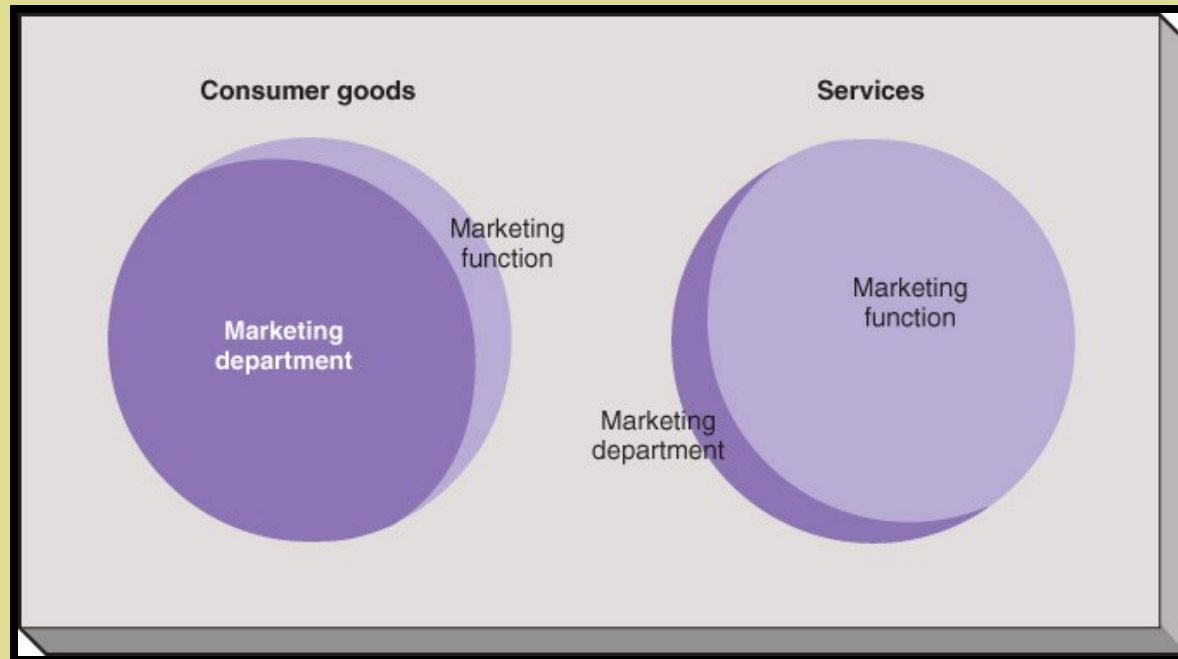 Consumer goods
Marketing
function
Marketing
department
Services
Marketing
function
Marketing
department